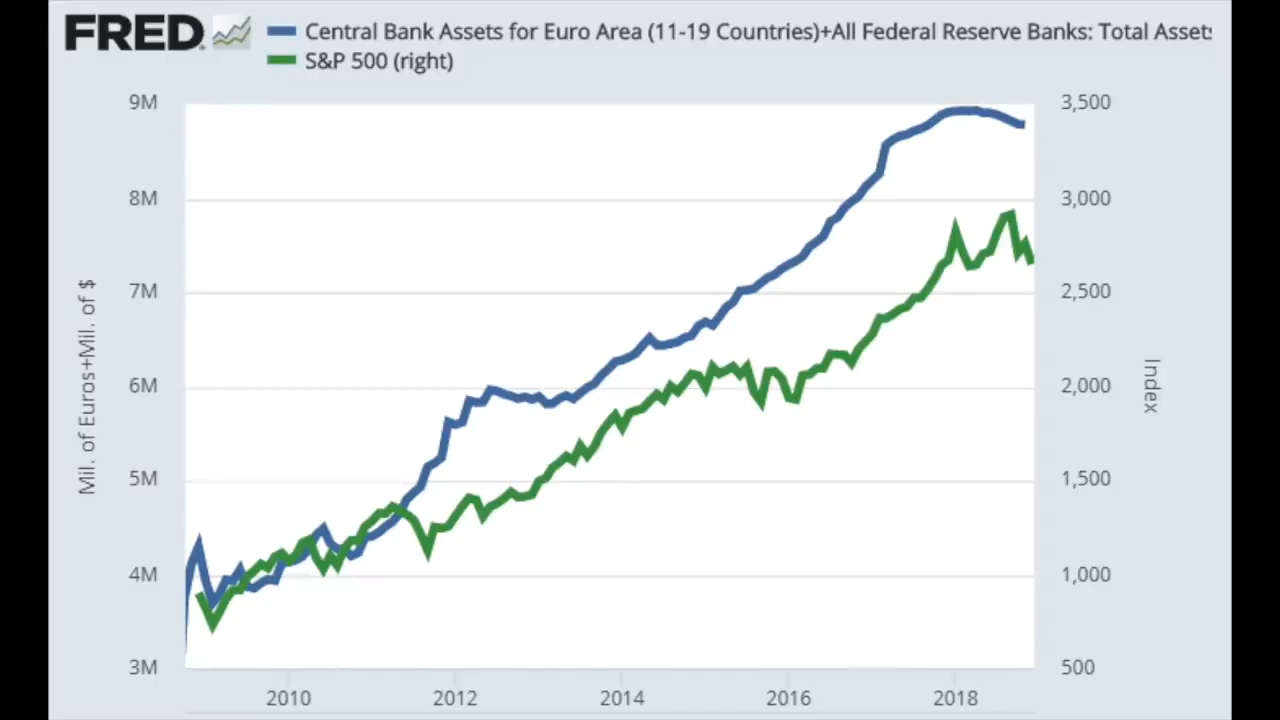 FRED
Central Bank Assets for Euro Area (11-19 Countries)+All Federal Reserve Banks: Total Assets
S&P 500 (right)
9M
8M
7M
6M
5M
4M
3M
3,500
3,000
2,500
2,000
1,500
1,000
500
Mil. of Euros+Mil. of $
Index
2010
2012
2014
2016
2018